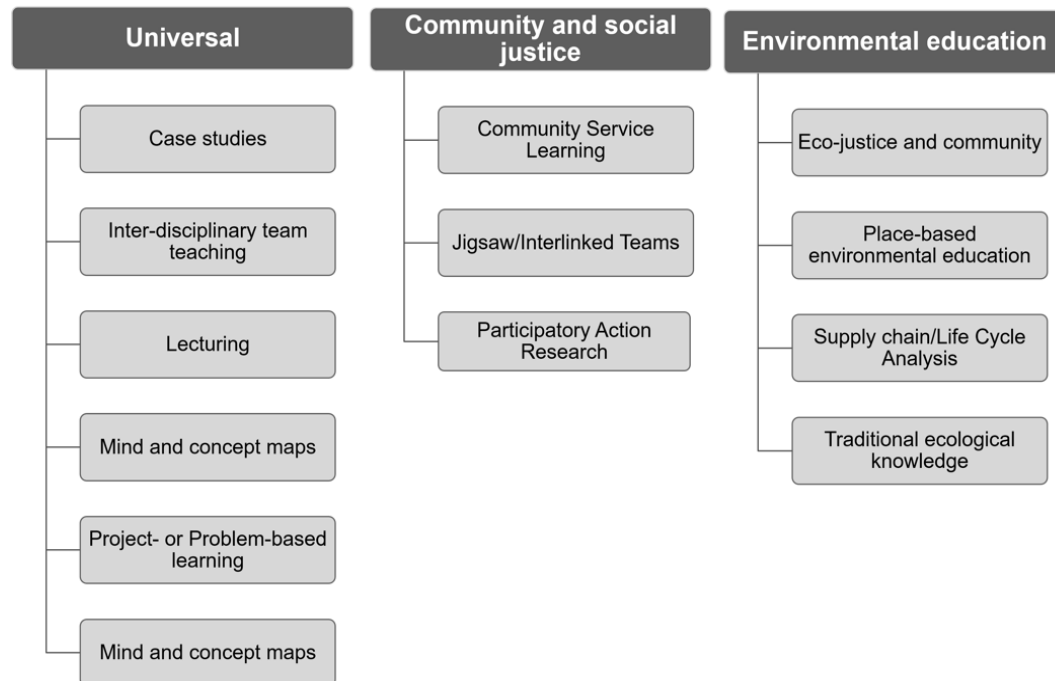 Universal
Case studies
Inter-disciplinary team
teaching
Lecturing
Mind and concept maps
Project- or Problem-based
learning
Mind and concept maps
Community and social
justice
Community Service
Learning
Jigsaw/Interlinked Teams
Participatory Action
Research
Environmental education
Eco-justice and community
Place-based
environmental education
Supply chain/Life Cycle
Analysis
Traditional ecological
knowledge